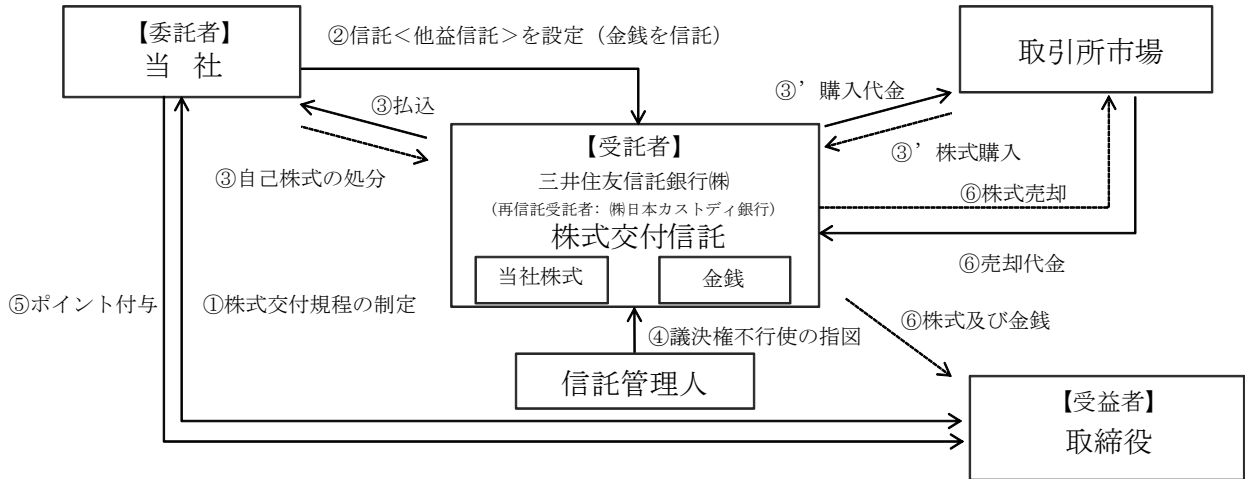 【委託者】
当 社
②信託＜他益信託＞を設定（金銭を信託）
取引所市場
③払込
③自己株式の処分
③’購入代金
③’株式購入
【受託者】
三井住友信託銀行㈱
(再信託受託者：㈱日本カストディ銀行)
株式交付信託
当社株式
金銭
⑥株式売却
⑥売却代金
⑤ポイント付与
①株式交付規程の制定
④議決権不行使の指図
⑥株式及び金銭
信託管理人
【受益者】
取締役